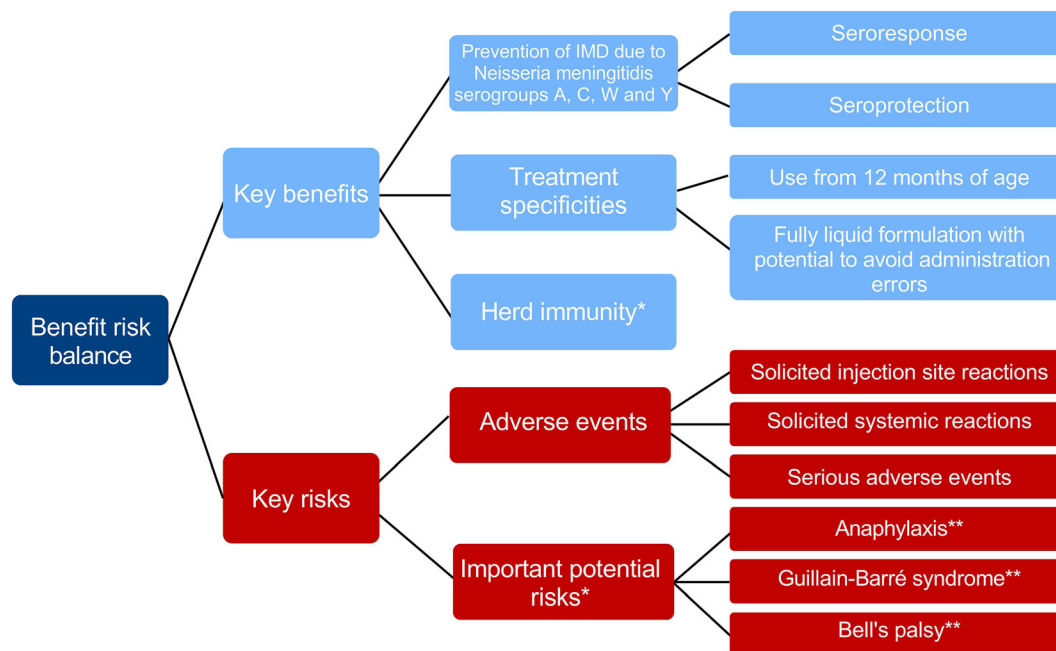 Prevention of IMD due to
Neisseria meningitidis
serogroups A, C, W and Y
Seroresponse
Seroprotection
Key benefits
Treatment
specificities
Use from 12 months of age
Fully liquid formulation with
potential to avoid administration
errors
Herd immunity*
Benefit risk
balance
Key risks
Adverse events
Solicited injection site reactions
Solicited systemic reactions
Serious adverse events
Important potential
risks*
Anaphylaxis**
Guillain-Barré syndrome**
Bell's palsy**